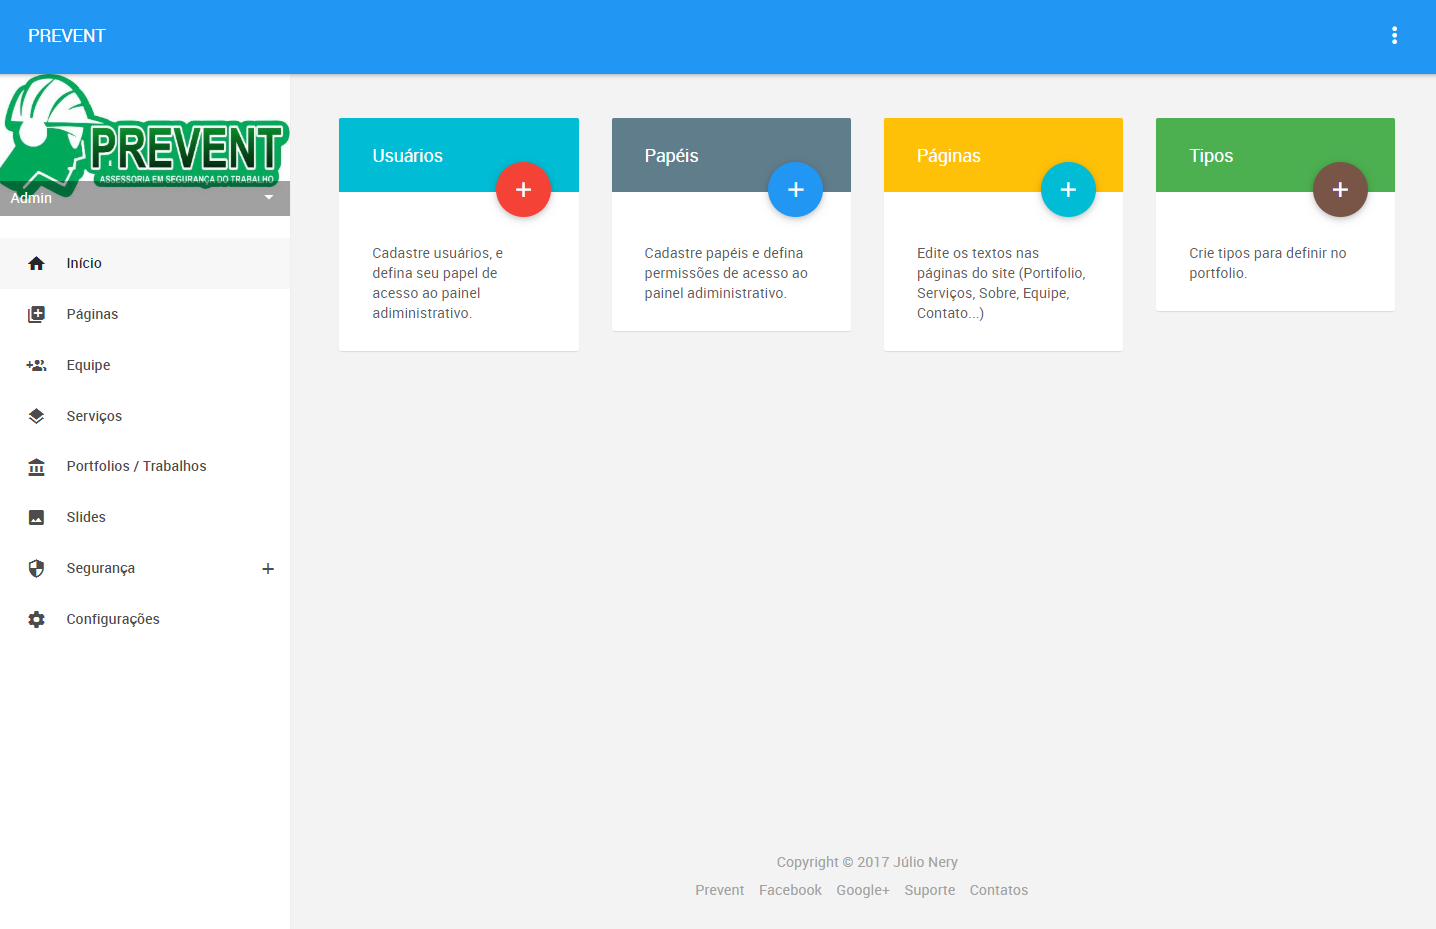 PREVENT
PREVENT
ASSESSORIA EM SEGURANÇA DO TRABALHO
Admin
Início
Páginas
Equipe
Serviços
Portfolios / Trabalhos
Slides
Segurança
Configurações
Usuários
Cadastre usuários, e
defina seu papel de
acesso ao painel
adiministrativo.
Papéis
Cadastre papéis e defina
permissões de acesso ao
painel adiministrativo.
Páginas
Edite os textos nas
páginas do site (Portifolio,
Serviços, Sobre, Equipe,
Contato...)
Tipos
Crie tipos para definir no
portfolio.
Copyright © 2017 Júlio Nery
Prevent Facebook Google+ Suporte Contatos